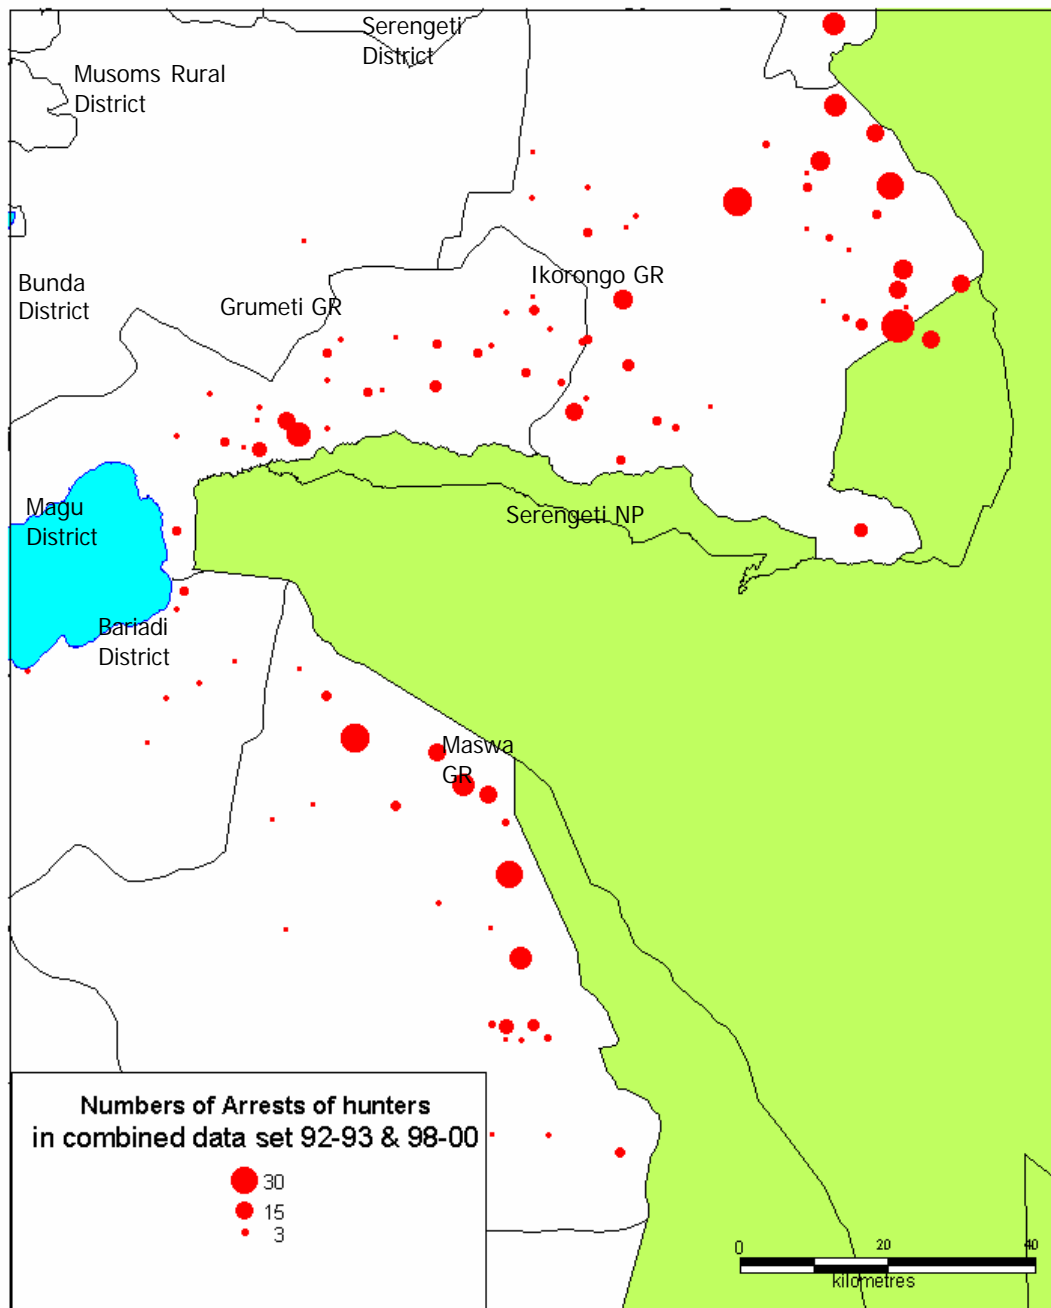 Serengeti
District
Musoms Rural
District
Bunda
District
Grumeti GR
Ikorongo GR
Magu
District
Serengeti NP
Bariadi
District
Maswa
GR
Numbers of Arrests of hunters
in combined data set 92-93 & 98-00
30
15
3
0 20 40
kilometres